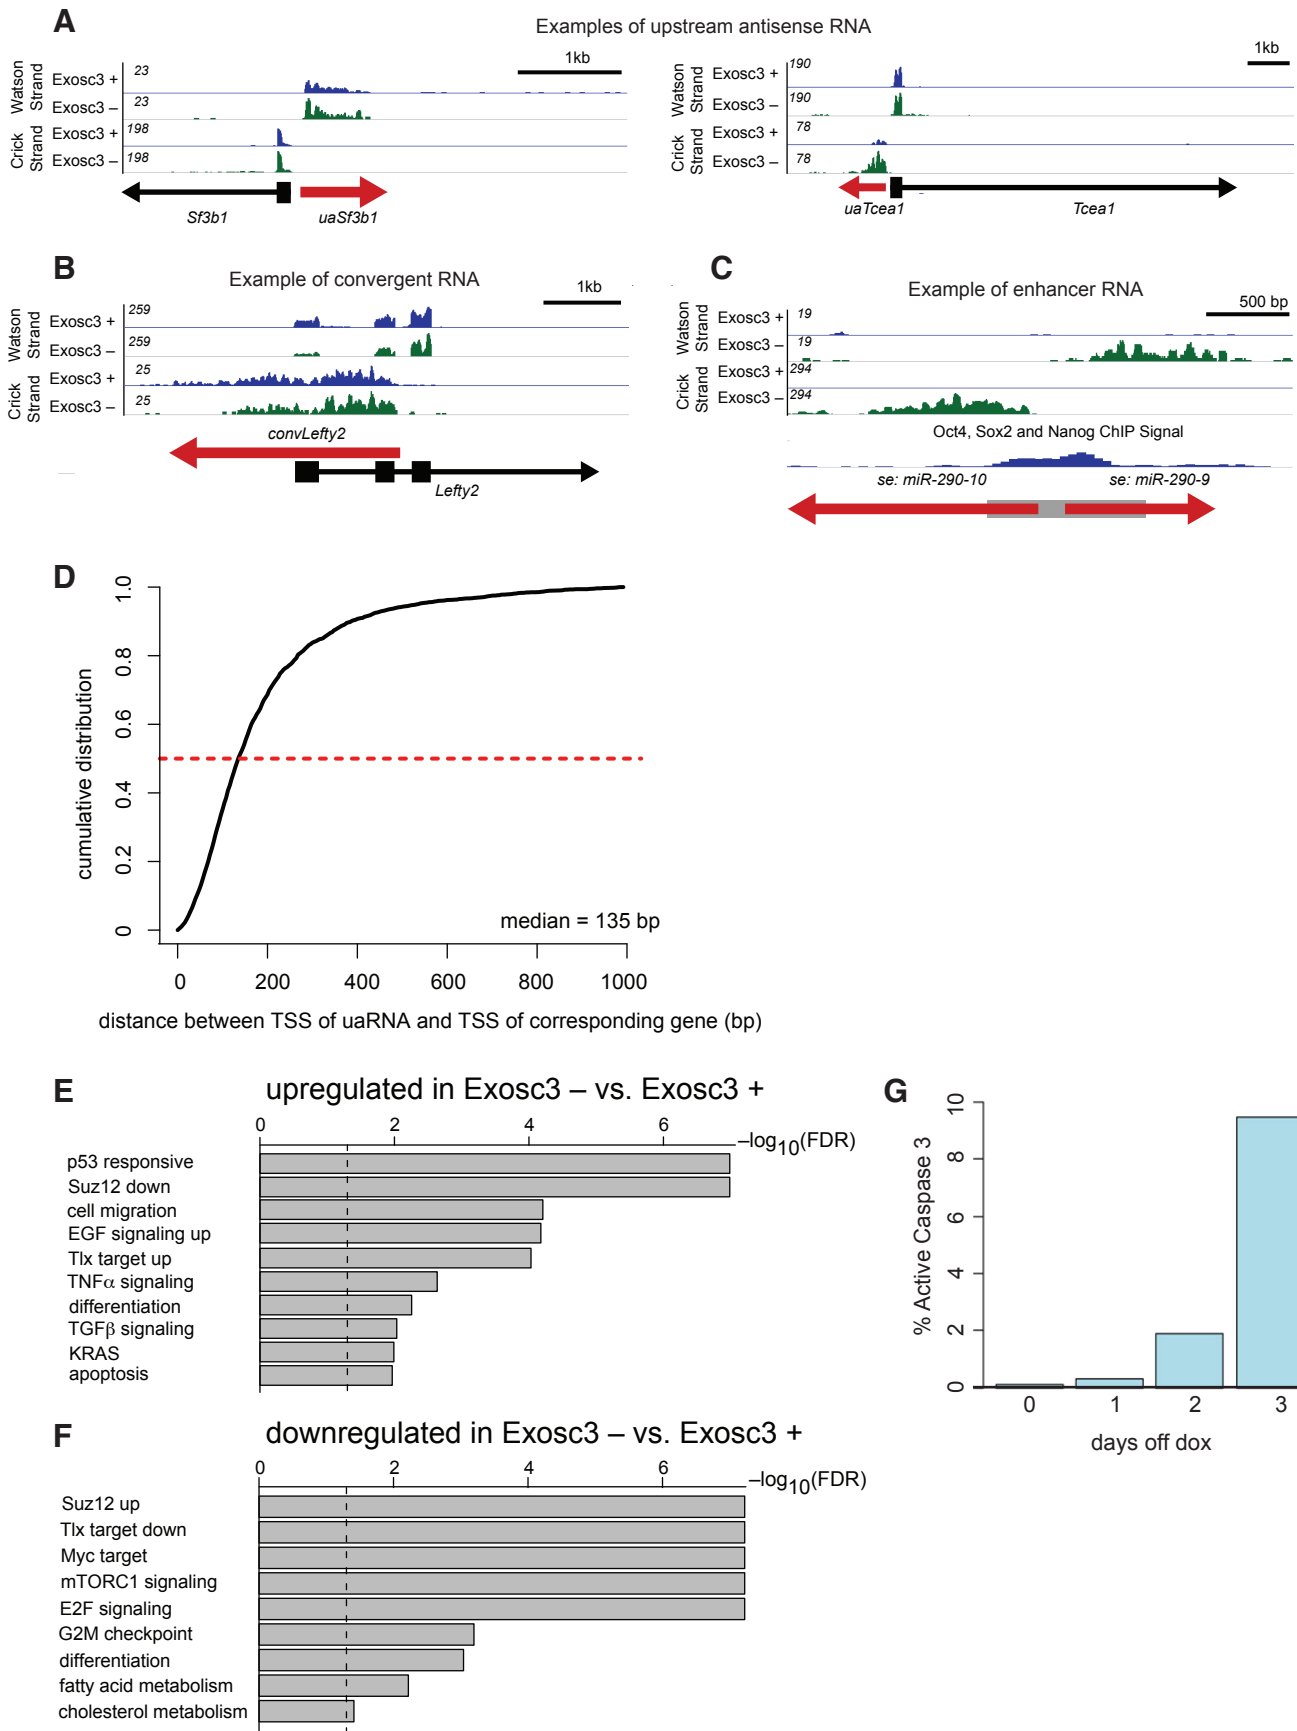 A
Examples of upstream antisense RNA
1kb
Watson Strand
Exosc3 +
23
Exosc3 –
23
Crick Strand
Exosc3 +
198
Exosc3 –
198
Sf3b1
uaSf3b1
1kb
Watson Strand
Exosc3 +
190
Exosc3 –
190
Crick Strand
Exosc3 +
78
Exosc3 –
78
uaTcea1
Tcea1
B
Example of convergent RNA
1kb
Watson Strand
Exosc3 +
259
Exosc3 –
259
Crick Strand
Exosc3 +
25
Exosc3 –
25
convLefty2
Lefty2
C
Example of enhancer RNA
500 bp
Watson Strand
Exosc3 +
19
Exosc3 –
19
Crick Strand
Exosc3 +
294
Exosc3 –
294
Oct4, Sox2 and Nanog ChIP Signal
se: miR-290-10
se: miR-290-9
D
cumulative distribution
1.0
0.8
0.6
0.4
0.2
0
median = 135 bp
0 200 400 600 800 1000
distance between TSS of uaRNA and TSS of corresponding gene (bp)
E
upregulated in Exosc3 – vs. Exosc3 +
0 2 4 6
–log10(FDR)
p53 responsive
Suz12 down
cell migration
EGF signaling up
Tlx target up
TNFα signaling
differentiation
TGFβ signaling
KRAS
apoptosis
F
downregulated in Exosc3 – vs. Exosc3 +
0 2 4 6
–log10(FDR)
Suz12 up
Tlx target down
Myc target
mTORC1 signaling
E2F signaling
G2M checkpoint
differentiation
fatty acid metabolism
cholesterol metabolism
G
% Active Caspase 3
10
8
6
4
2
0
0 1 2 3
days off dox